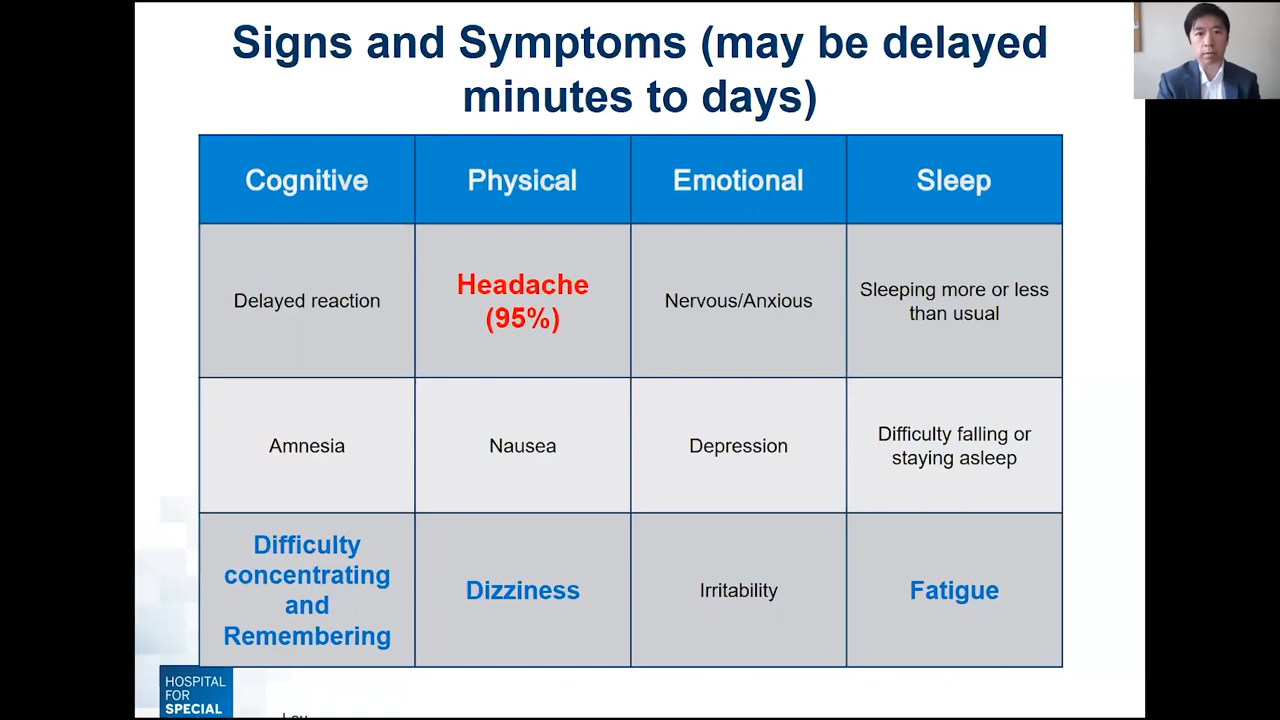 Signs and Symptoms (may be delayed
minutes to days)
Cognitive
Physical
Emotional
Sleep
Delayed reaction
Headache
(95%)
Nervous/Anxious
Sleeping more or less
than usual
Amnesia
Nausea
Depression
Difficulty falling or
staying asleep
Difficulty
concentrating
and
Remembering
Dizziness
Irritability
Fatigue
HOSPITAL
FOR
SPECIAL